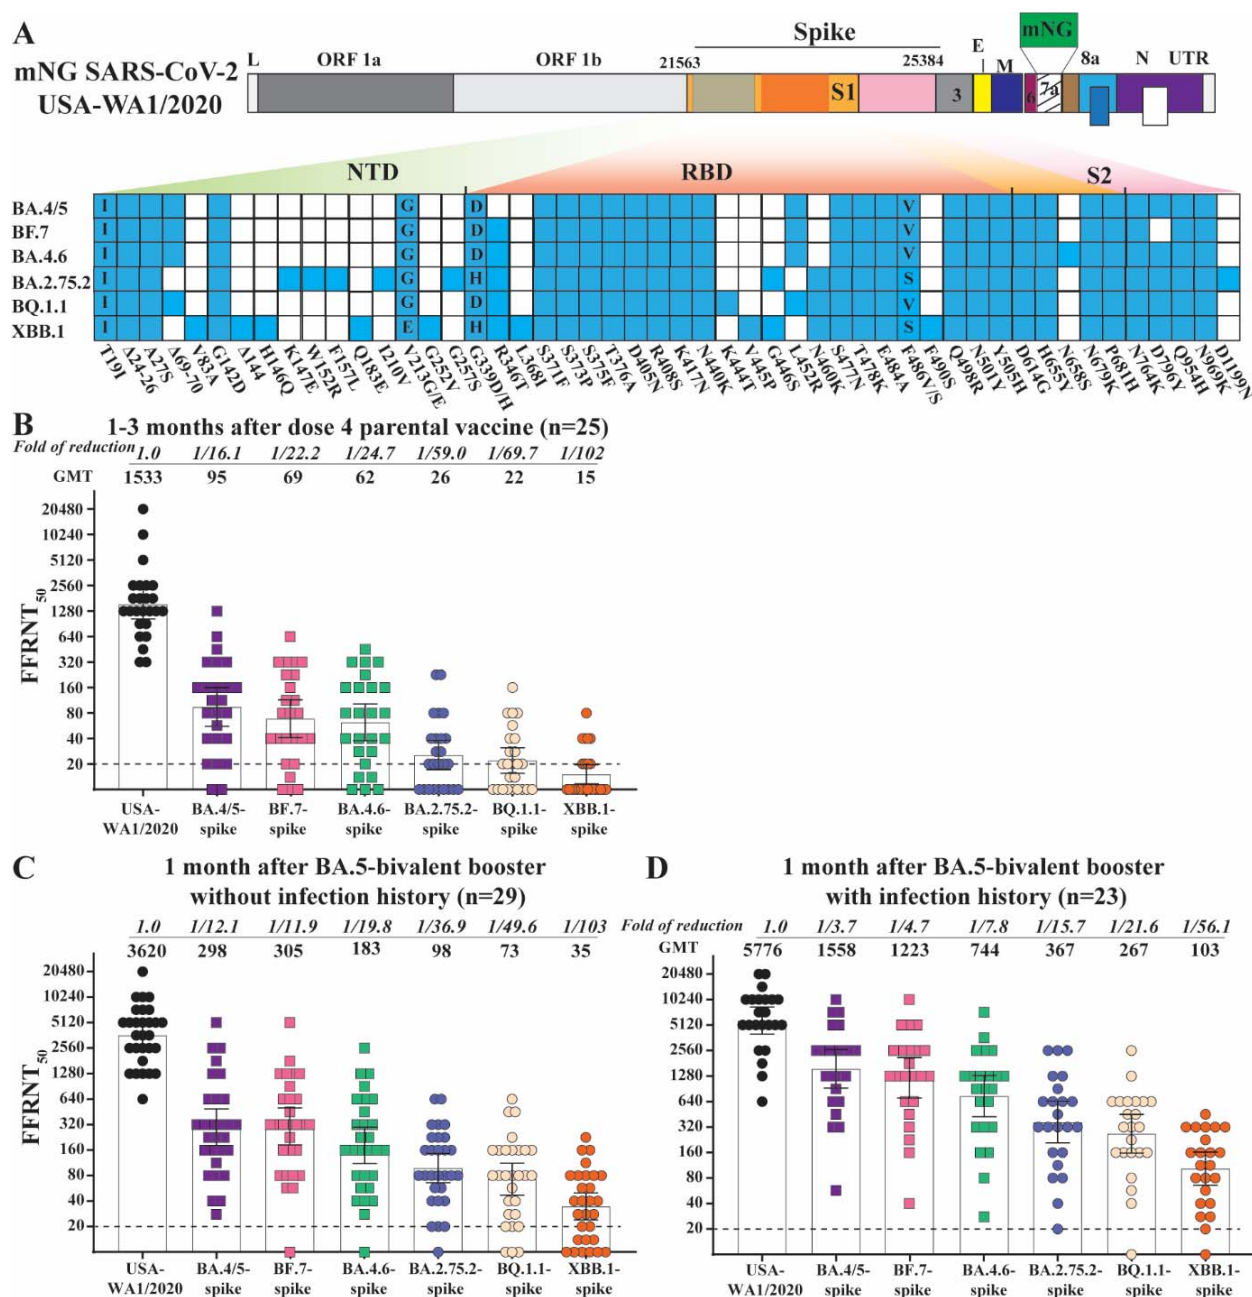 A
mNG SARS-CoV-2
USA-WA1/2020
L
ORF 1a
ORF 1b
21563
Spike
25384
E
M
mNG
8a
N
UTR
S1
3
6
7a
NTD
RBD
S2
BA.4/5 I G D V
BF.7 I G D V
BA.4.6 I G D V
BA.2.75.2 I G H S
BQ.1.1 I G D V
XBB.1 I E H S
T19I Δ24-26 A27S Δ69-70 V83A G142D Δ144 H146Q K147E W152R F157L Q183E I210V V213G/E G252V G257S G339D/H R346T L368I S371F S373P S375F T376A D405N R408S K417N N440K K444T V445P G446S L452R N460K S477N T478K E484A F486V/S F490S Q498R N501Y Y505H D614G H655Y N658S N679K P681H N764K D796Y Q954H N969K D1199N
B
1-3 months after dose 4 parental vaccine (n=25)
Fold of reduction 1.0 1/16.1 1/22.2 1/24.7 1/59.0 1/69.7 1/102
GMT 1533 95 69 62 26 22 15
FFRNT50
20480
10240
5120
2560
1280
640
320
160
80
40
20
USA-WA1/2020 BA.4/5-spike BF.7-spike BA.4.6-spike BA.2.75.2-spike BQ.1.1-spike XBB.1-spike
C
1 month after BA.5-bivalent booster
without infection history (n=29)
1.0 1/12.1 1/11.9 1/19.8 1/36.9 1/49.6 1/103
3620 298 305 183 98 73 35
FFRNT50
20480
10240
5120
2560
1280
640
320
160
80
40
20
USA-WA1/2020 BA.4/5-spike BF.7-spike BA.4.6-spike BA.2.75.2-spike BQ.1.1-spike XBB.1-spike
D
1 month after BA.5-bivalent booster
with infection history (n=23)
Fold of reduction 1.0 1/3.7 1/4.7 1/7.8 1/15.7 1/21.6 1/56.1
GMT 5776 1558 1223 744 367 267 103
20480
10240
5120
2560
1280
640
320
160
80
40
20
USA-WA1/2020 BA.4/5-spike BF.7-spike BA.4.6-spike BA.2.75.2-spike BQ.1.1-spike XBB.1-spike